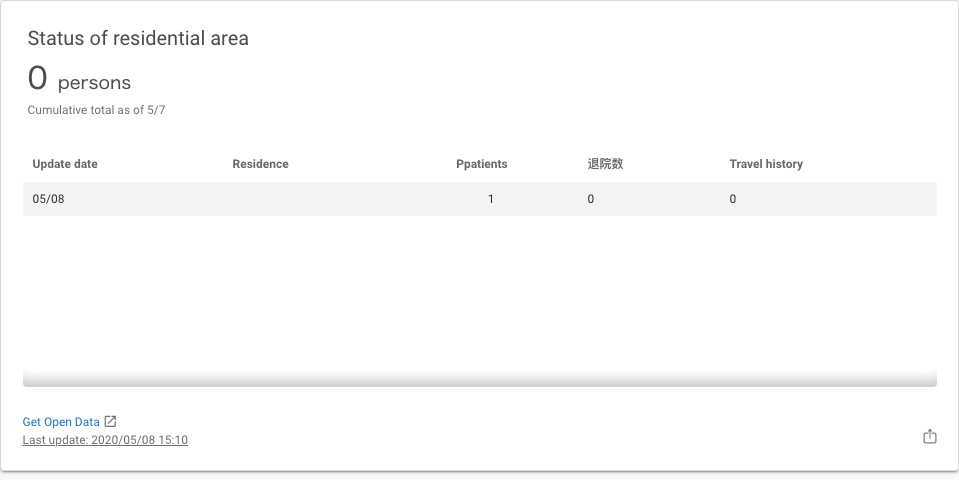 Status of residential area
0 persons
Cumulative total as of 5/7
Update date Residence Ppatients 退院数 Travel history
05/08 1 0 0
Get Open Data
Last update: 2020/05/08 15:10